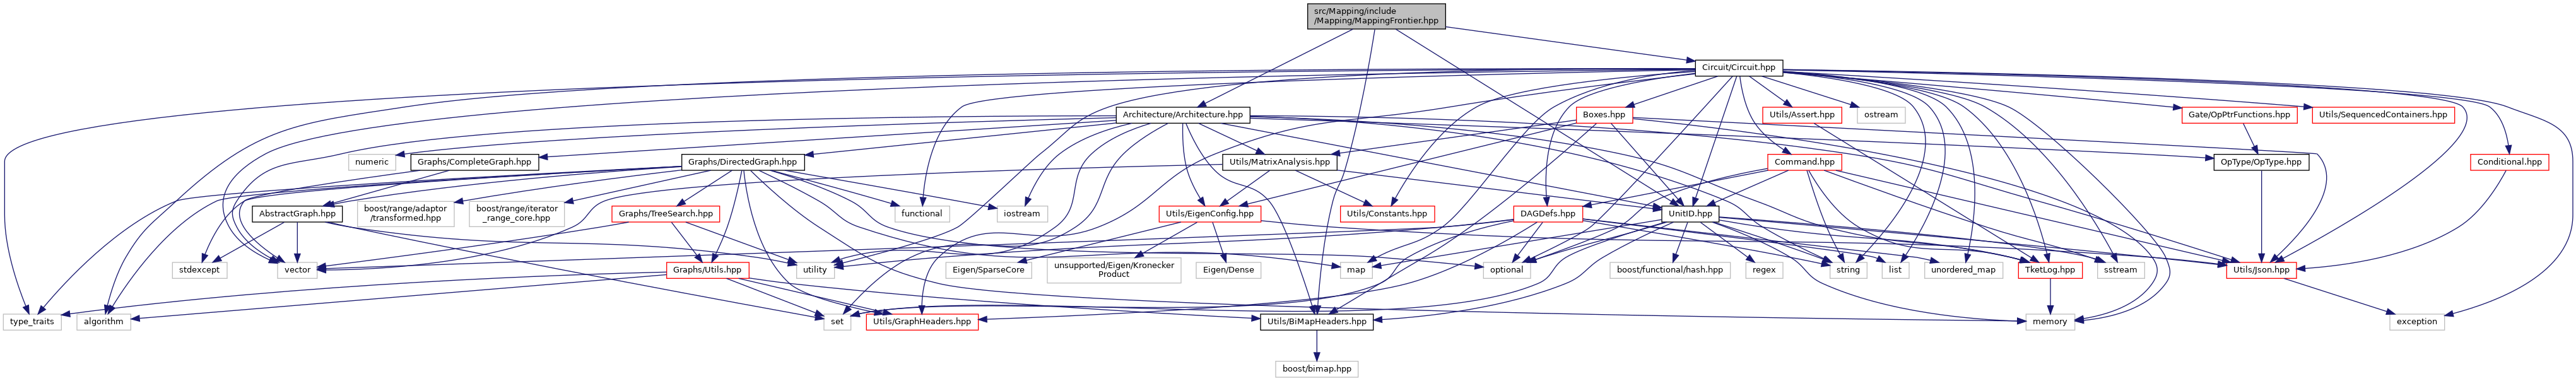 src/Mapping/include
/Mapping/MappingFrontier.hpp
Circuit/Circuit.hpp
Architecture/Architecture.hpp
Boxes.hpp
Utils/Assert.hpp
ostream
Gate/OpPtrFunctions.hpp
Utils/SequencedContainers.hpp
numeric
Graphs/CompleteGraph.hpp
Graphs/DirectedGraph.hpp
Utils/MatrixAnalysis.hpp
Command.hpp
OpType/OpType.hpp
Conditional.hpp
AbstractGraph.hpp
boost/range/adaptor
/transformed.hpp
boost/range/iterator
_range_core.hpp
Graphs/TreeSearch.hpp
functional
iostream
Utils/EigenConfig.hpp
Utils/Constants.hpp
DAGDefs.hpp
UnitID.hpp
stdexcept
vector
Graphs/Utils.hpp
utility
Eigen/SparseCore
unsupported/Eigen/Kronecker
Product
Eigen/Dense
map
optional
boost/functional/hash.hpp
regex
string
list
unordered_map
TketLog.hpp
sstream
Utils/Json.hpp
type_traits
algorithm
set
Utils/GraphHeaders.hpp
Utils/BiMapHeaders.hpp
memory
exception
boost/bimap.hpp